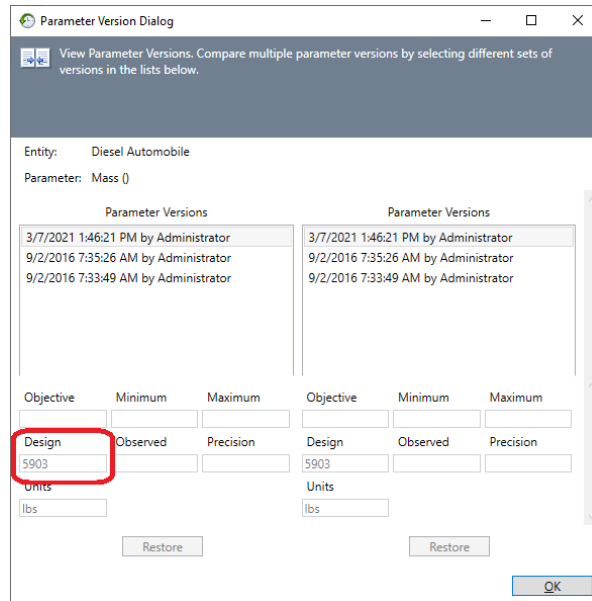 Parameter Version Dialog
View Parameter Versions. Compare multiple parameter versions by selecting different sets of
versions in the lists below.
Entity: Diesel Automobile
Parameter: Mass ()
Parameter Versions Parameter Versions
3/7/2021 1:46:21 PM by Administrator 3/7/2021 1:46:21 PM by Administrator
9/2/2016 7:35:26 AM by Administrator 9/2/2016 7:35:26 AM by Administrator
9/2/2016 7:33:49 AM by Administrator 9/2/2016 7:33:49 AM by Administrator
Objective Minimum Maximum Objective Minimum Maximum
Design Observed Precision Design Observed Precision
5903 5903
Units Units
lbs lbs
Restore Restore
OK